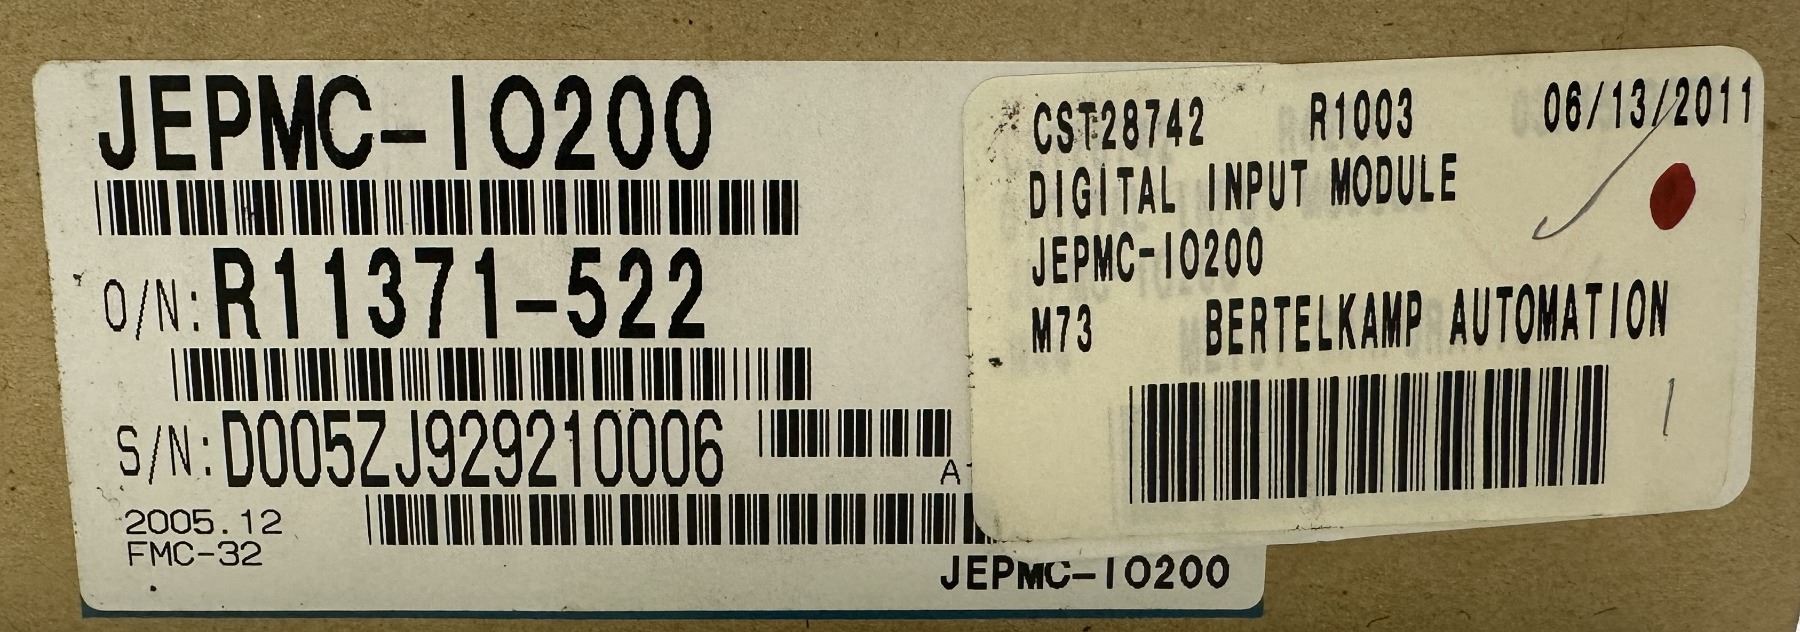 JEPMC-IO200
O/N: R11371-522
S/N: D005ZJ929210006
A
2005.12
FMC-32
JEPMC-IO200
CST28742 R1003 06/13/2011
DIGITAL INPUT MODULE
JEPMC-IO200
M73 BERTELKAMP AUTOMATION